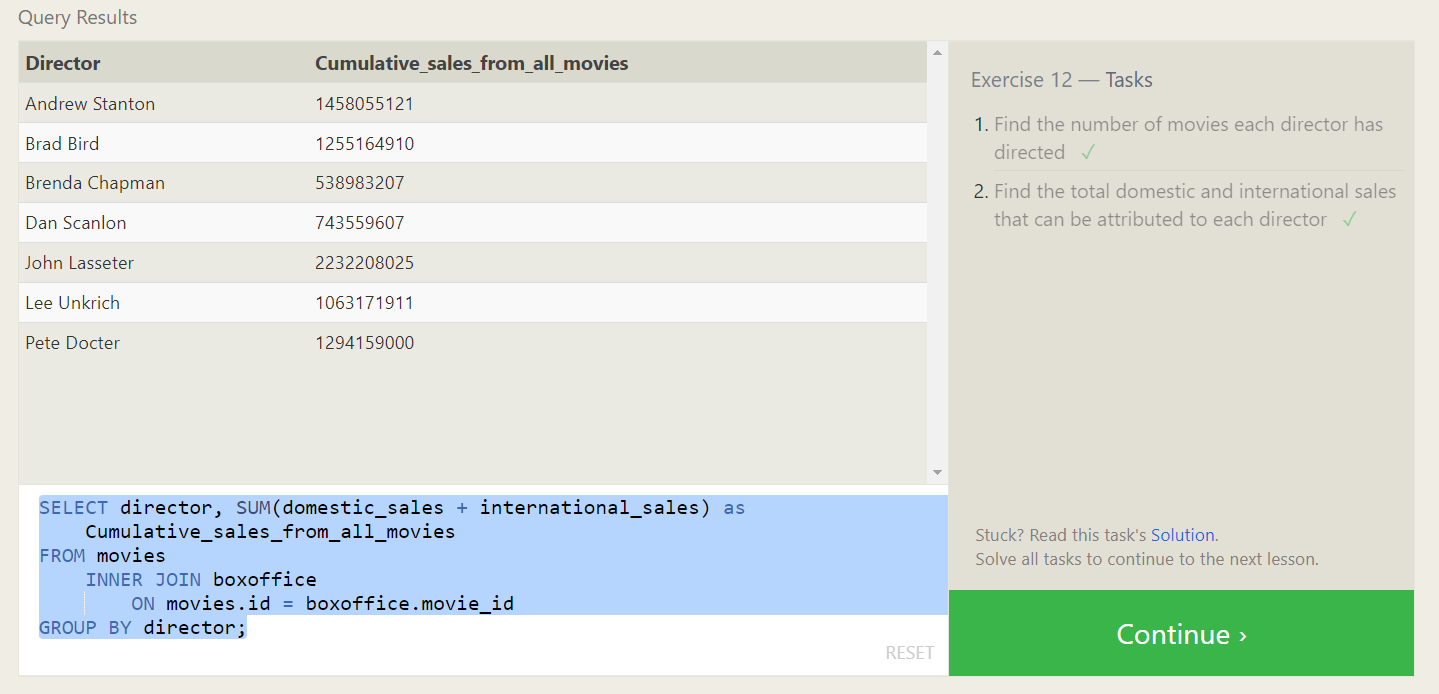 Query Results
Director Cumulative_sales_from_all_movies
Andrew Stanton 1458055121
Brad Bird 1255164910
Brenda Chapman 538983207
Dan Scanlon 743559607
John Lasseter 2232208025
Lee Unkrich 1063171911
Pete Docter 1294159000
SELECT director, SUM(domestic_sales + international_sales) as
Cumulative_sales_from_all_movies
FROM movies
INNER JOIN boxoffice
ON movies.id = boxoffice.movie_id
GROUP BY director;
RESET
Exercise 12 — Tasks
1. Find the number of movies each director has
directed ✓
2. Find the total domestic and international sales
that can be attributed to each director ✓
Stuck? Read this task's Solution.
Solve all tasks to continue to the next lesson.
Continue ›